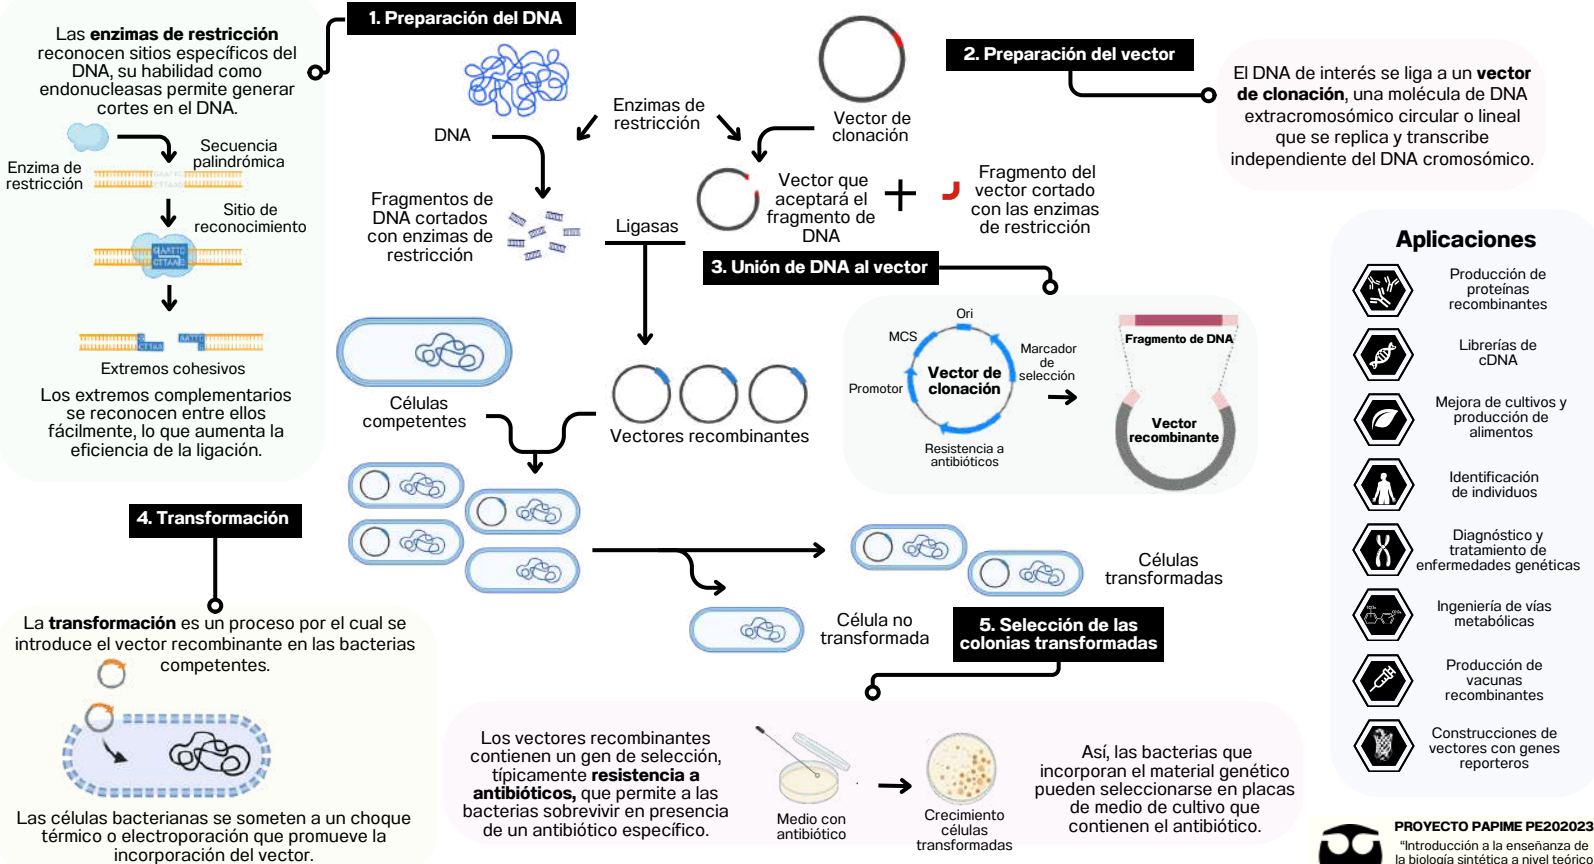 1. Preparación del DNA
Las enzimas de restricción
reconocen sitios específicos del
DNA, su habilidad como
endonucleasas permite generar
cortes en el DNA.
Enzima de
restricción
Secuencia
palindrómica
GAATTC
CTTAAG
Sitio de
reconocimiento
GAATTC
CTTAAG
G
CTTAA
AATTC
G
Extremos cohesivos
Los extremos complementarios
se reconocen entre ellos
fácilmente, lo que aumenta la
eficiencia de la ligación.
DNA
Enzimas de
restricción
Fragmentos de
DNA cortados
con enzimas de
restricción
Ligasas
2. Preparación del vector
Vector de
clonación
Vector que
aceptará el
fragmento de
DNA
+
Fragmento del
vector cortado
con las enzimas
de restricción
El DNA de interés se liga a un vector
de clonación, una molécula de DNA
extracromosómico circular o lineal
que se replica y transcribe
independiente del DNA cromosómico.
3. Unión de DNA al vector
Ori
MCS
Promotor
Vector de
clonación
Marcador
de
selección
Resistencia a
antibióticos
Fragmento de DNA
Vector
recombinante
Células
competentes
Vectores recombinantes
4. Transformación
La transformación es un proceso por el cual se
introduce el vector recombinante en las bacterias
competentes.
Las células bacterianas se someten a un choque
térmico o electroporación que promueve la
incorporación del vector.
Células
transformadas
Célula no
transformada
5. Selección de las
colonias transformadas
Los vectores recombinantes
contienen un gen de selección,
típicamente resistencia a
antibióticos, que permite a las
bacterias sobrevivir en presencia
de un antibiótico específico.
Medio con
antibiótico
Crecimiento
células
transformadas
Así, las bacterias que
incorporan el material genético
pueden seleccionarse en placas
de medio de cultivo que
contienen el antibiótico.
Aplicaciones
Producción de
proteínas
recombinantes
Librerías de
cDNA
Mejora de cultivos y
producción de
alimentos
Identificación
de individuos
Diagnóstico y
tratamiento de
enfermedades genéticas
Ingeniería de vías
metabólicas
Producción de
vacunas
recombinantes
Construcciones de
vectores con genes
reporteros
PROYECTO PAPIME PE202023
"Introducción a la enseñanza de
la biología sintética a nivel teórico